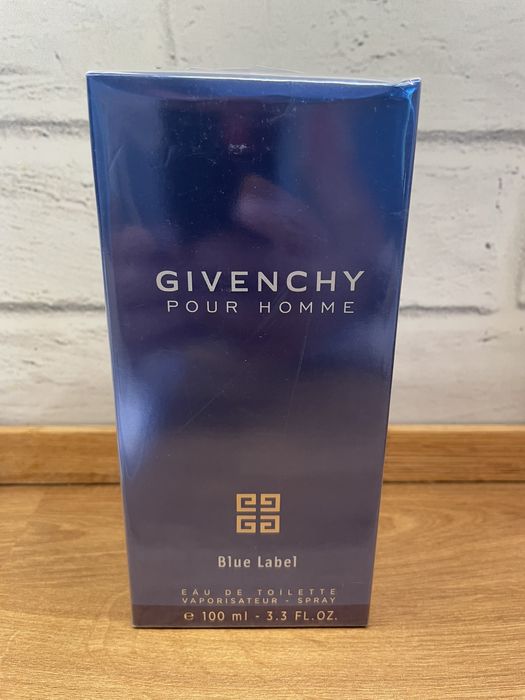 GIVENCHY
POUR HOMME
Blue Label
EAU DE TOILETTE
VAPORISATEUR - SPRAY
℮ 100 ml - 3.3 FL.OZ.